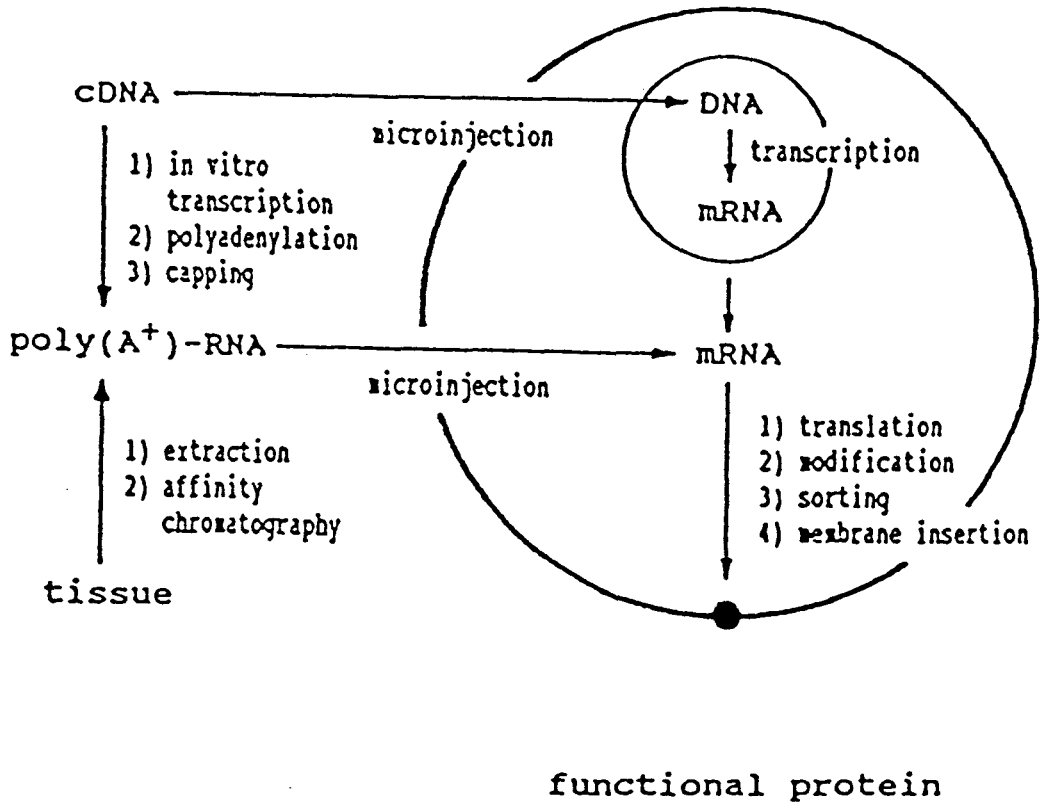 cDNA
microinjection
DNA
transcription
mRNA
1) in vitro
transcription
2) polyadenylation
3) capping
poly(A⁺)-RNA
microinjection
mRNA
1) extraction
2) affinity
chromatography
tissue
1) translation
2) modification
3) sorting
4) membrane insertion
functional protein